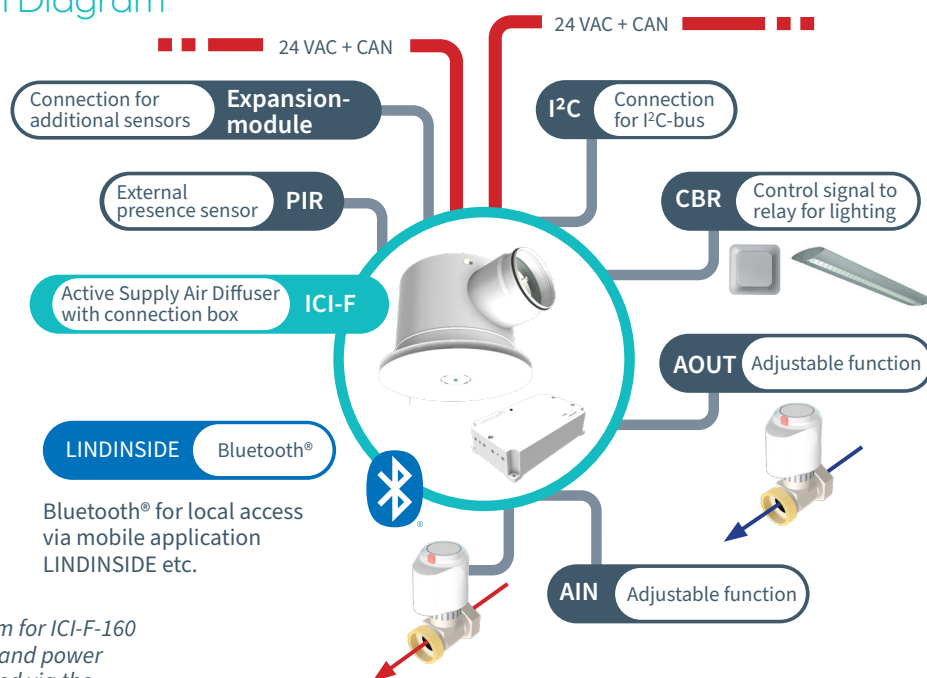 Diagram
24 VAC + CAN
24 VAC + CAN
Connection for
additional sensors
Expansion-
module
I²C
Connection
for I²C-bus
External
presence sensor
PIR
CBR
Control signal to
relay for lighting
Active Supply Air Diffuser
with connection box
ICI-F
AOUT
Adjustable function
LINDINSIDE
Bluetooth®
Bluetooth® for local access
via mobile application
LINDINSIDE etc.
®
AIN
Adjustable function
for ICI-F-160
and power
via the